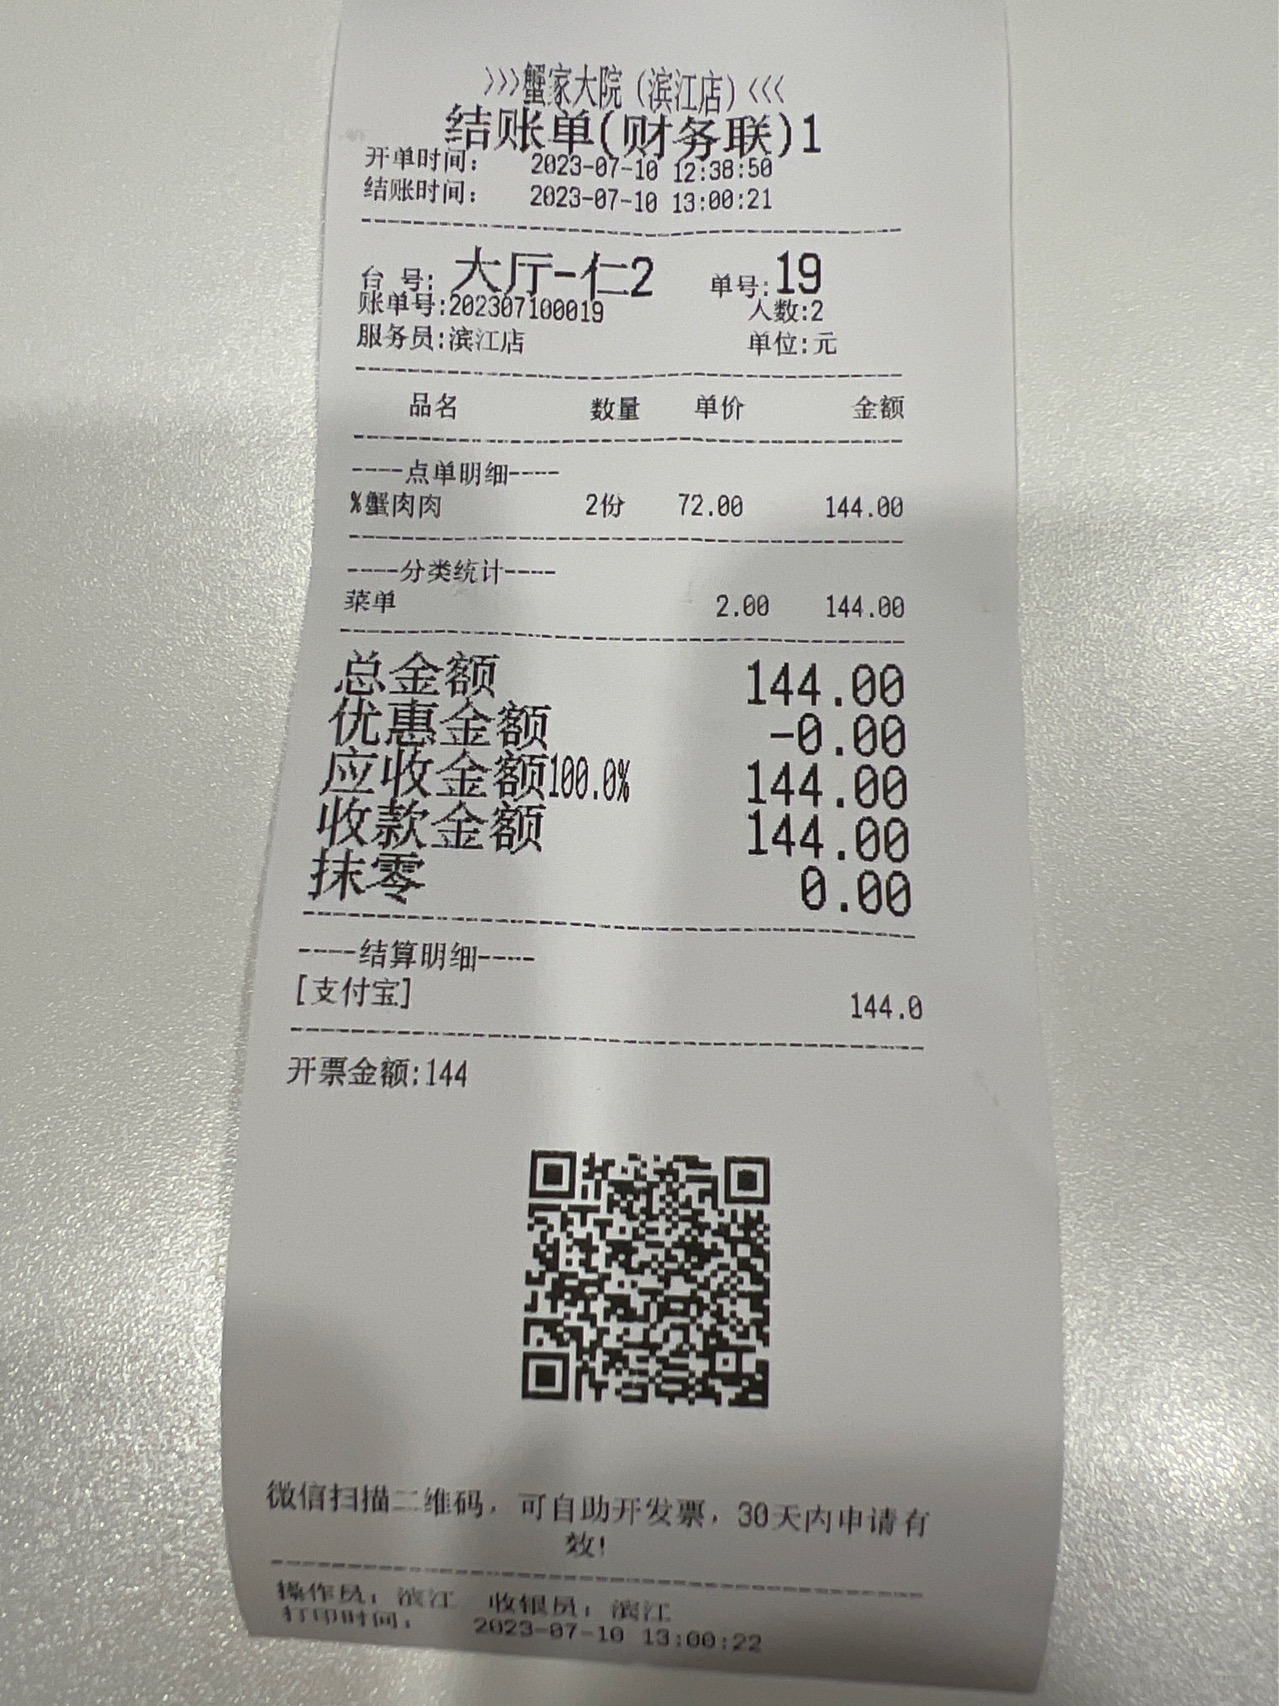 >>>蟹家大院（滨江店）<<<
结账单(财务联)1
开单时间： 2023-07-10 12:38:50
结账时间： 2023-07-10 13:00:21
台 号: 大厅-仁2 单号:19
账单号:202307100019 人数:2
服务员:滨江店 单位:元
品名 数量 单价 金额
----点单明细----
%蟹肉肉 2份 72.00 144.00
----分类统计----
菜单 2.00 144.00
总金额 144.00
优惠金额 -0.00
应收金额100.0% 144.00
收款金额 144.00
抹零 0.00
----结算明细----
[支付宝] 144.0
开票金额:144
微信扫描二维码，可自助开发票，30天内申请有
效!
操作员：滨江 收银员：滨江
打印时间： 2023-07-10 13:00:22